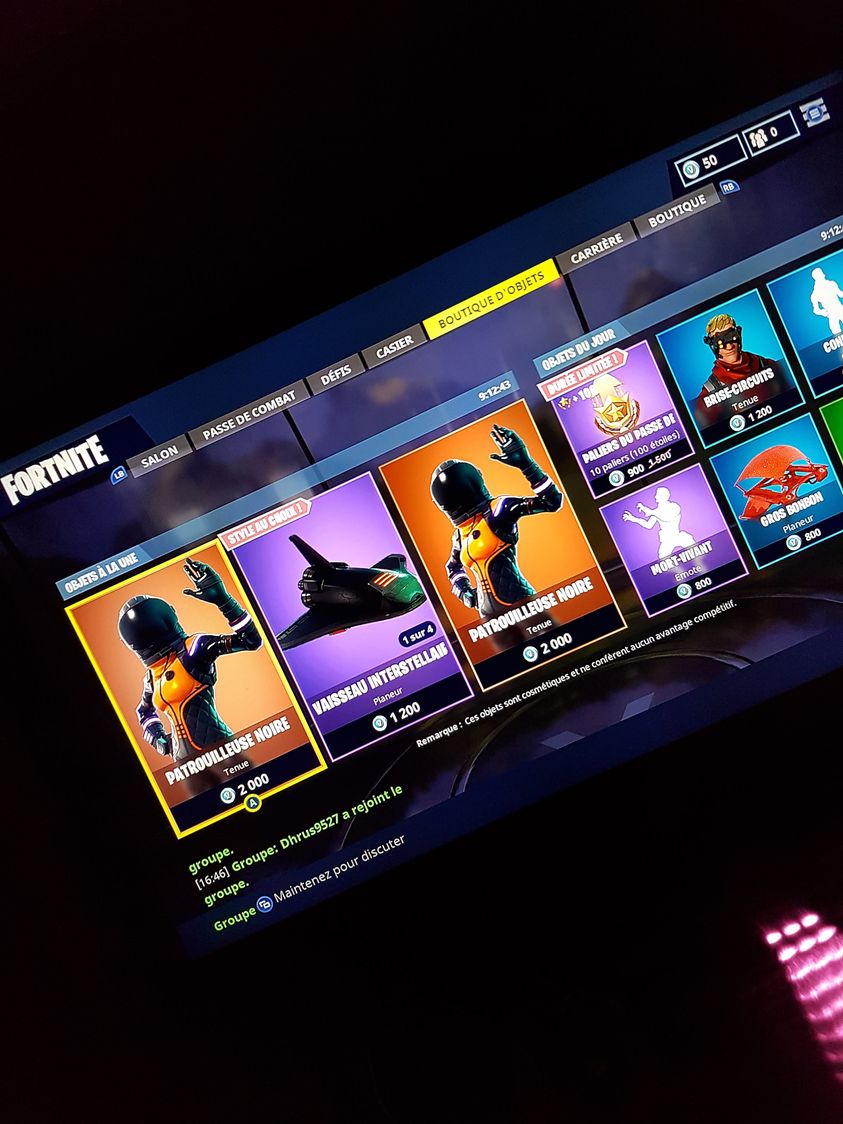 50
0
RB
FORTNITE
LB
SALON
PASSE DE COMBAT
DÉFIS
CASIER
BOUTIQUE D'OBJETS
CARRIÈRE
BOUTIQUE
OBJETS À LA UNE
9:12:43
PATROUILLEUSE NOIRE
Tenue
2 000
A
STYLE AU CHOIX !
1 sur 4
VAISSEAU INTERSTELLAIR
Planeur
1 200
PATROUILLEUSE NOIRE
Tenue
2 000
OBJETS DU JOUR
9:12:
DURÉE LIMITÉE !
PALIERS DU PASSE DE
10 paliers (100 étoiles)
900 1 500
BRISE-CIRCUITS
Tenue
1 200
MORT-VIVANT
Emote
800
GROS BONBON
Planeur
800
Remarque : Ces objets sont cosmétiques et ne confèrent aucun avantage compétitif.
groupe.
[16:46] Groupe: Dhrus9527 a rejoint le
groupe.
Groupe Maintenez pour discuter